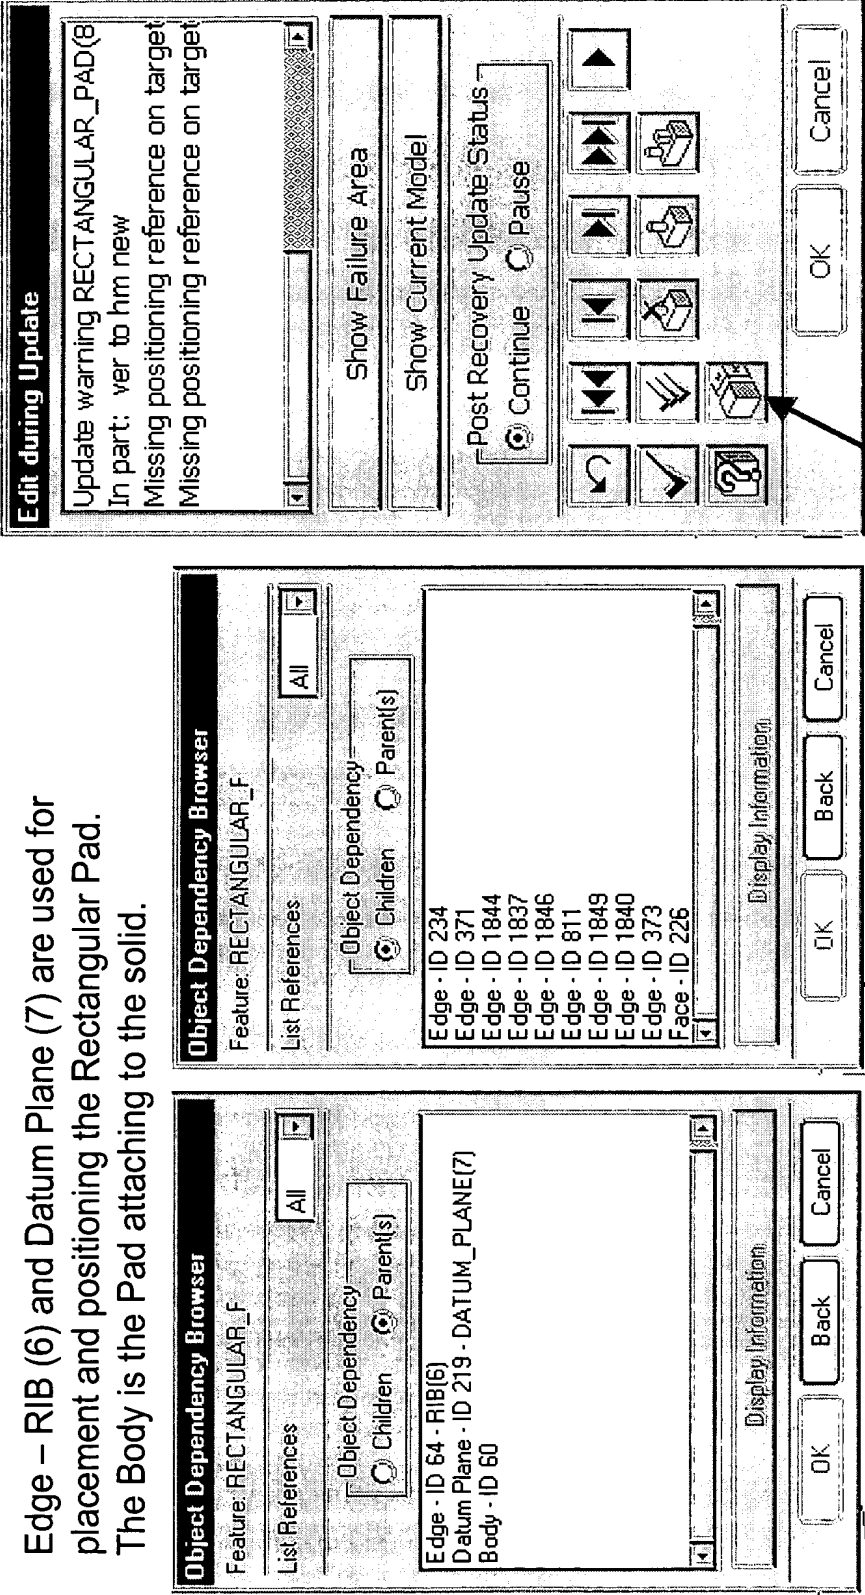 Edge – RIB (6) and Datum Plane (7) are used for
placement and positioning the Rectangular Pad.
The Body is the Pad attaching to the solid.
Object Dependency Browser
Feature: RECTANGULAR_F
List References
All
Object Dependency
Children
Parent(s)
Edge - ID 64 - RIB(6)
Datum Plane - ID 219 - DATUM_PLANE(7)
Body - ID 60
Display Information
OK
Back
Cancel
Object Dependency Browser
Feature: RECTANGULAR_F
List References
All
Object Dependency
Children
Parent(s)
Edge - ID 234
Edge - ID 371
Edge - ID 1844
Edge - ID 1837
Edge - ID 1846
Edge - ID 811
Edge - ID 1849
Edge - ID 1840
Edge - ID 373
Face - ID 226
Display Information
OK
Back
Cancel
Edit during Update
Update warning RECTANGULAR_PAD(8
In part: ver to hm new
Missing positioning reference on target
Missing positioning reference on target
Show Failure Area
Show Current Model
Post Recovery Update Status
Continue
Pause
OK
Cancel